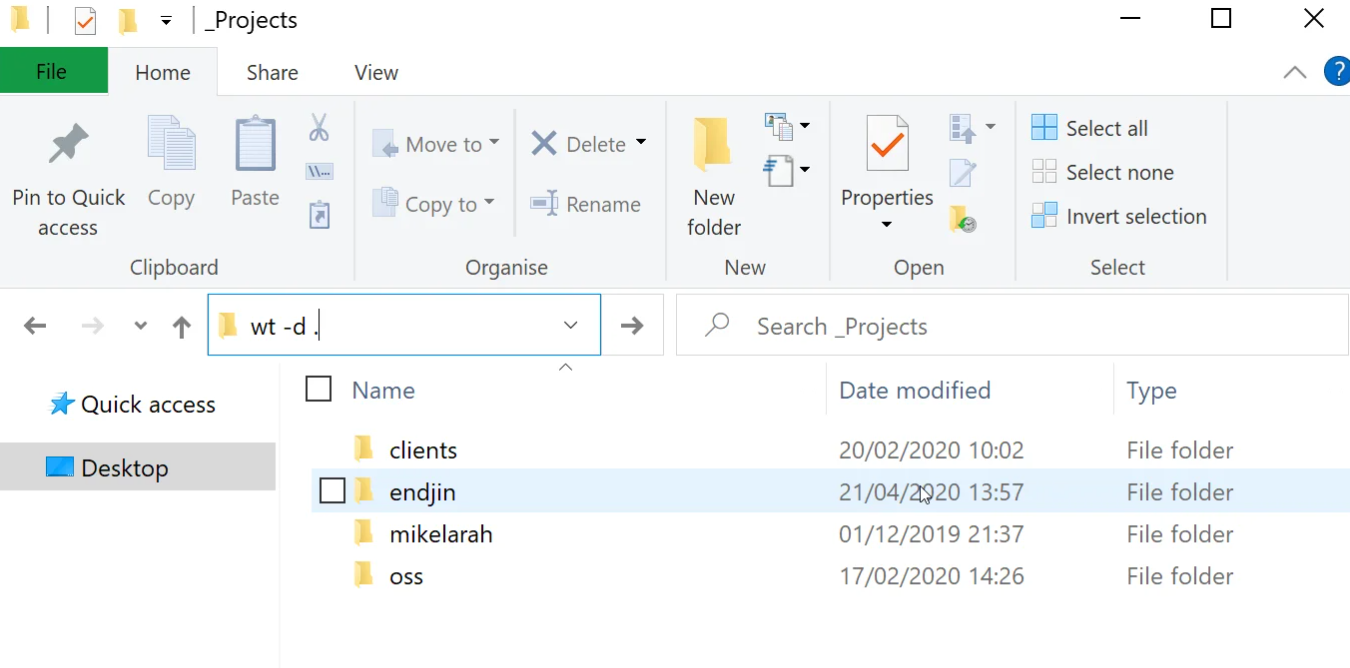 _Projects
File Home Share View ?
Pin to Quick access
Copy
Paste
Clipboard
Move to
Copy to
Delete
Rename
Organise
New folder
New
Properties
Open
Select all
Select none
Invert selection
Select
wt -d .
Search _Projects
Quick access
Desktop
Name Date modified Type
clients 20/02/2020 10:02 File folder
endjin 21/04/2020 13:57 File folder
mikelarah 01/12/2019 21:37 File folder
oss 17/02/2020 14:26 File folder